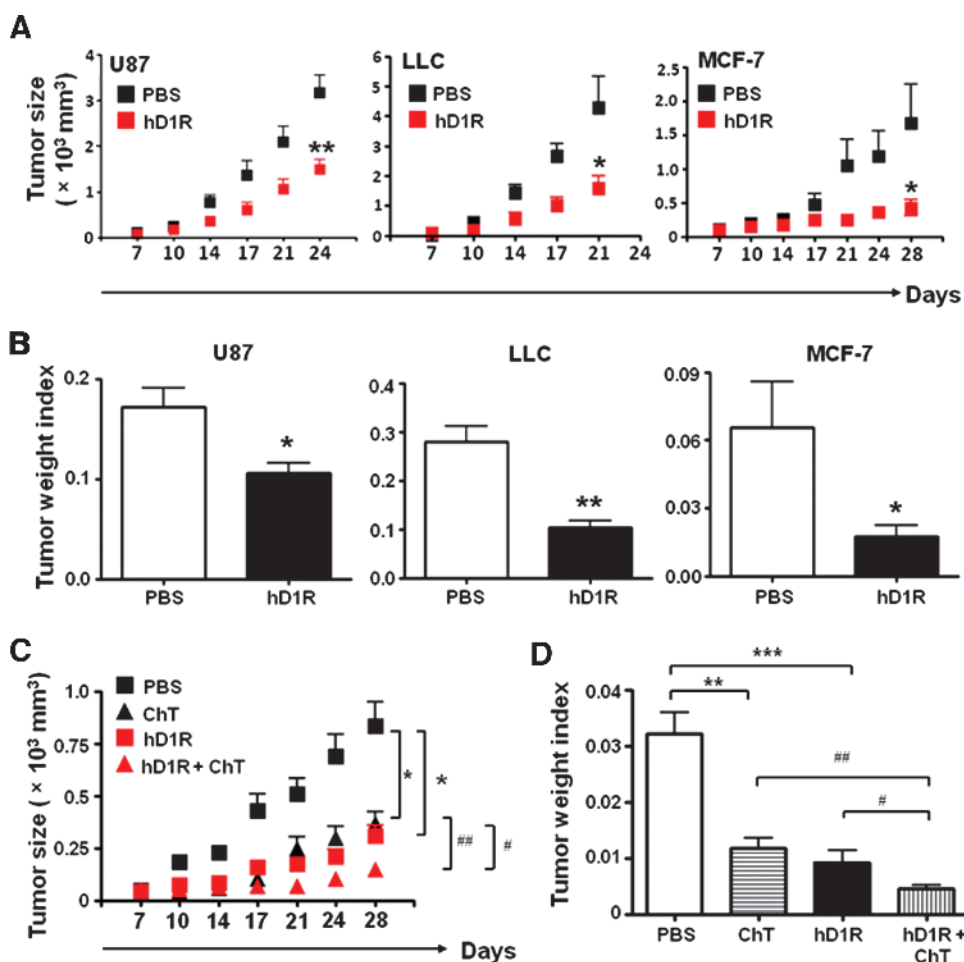 A
U87
PBS
hD1R
Tumor size
( × 10³ mm³)
4
3
2
1
0
**
7 10 14 17 21 24
LLC
PBS
hD1R
6
5
4
3
2
1
0
*
7 10 14 17 21 24
MCF-7
PBS
hD1R
2.5
2.0
1.5
1.0
0.5
0
*
7 10 14 17 21 24 28
Days
B
U87
Tumor weight index
0.2
0.1
0.0
*
PBS hD1R
LLC
0.4
0.3
0.2
0.1
0.0
**
PBS hD1R
MCF-7
0.09
0.06
0.03
0.00
*
PBS hD1R
C
PBS
ChT
hD1R
hD1R + ChT
Tumor size ( × 10³ mm³)
1.0
0.75
0.5
0.25
0
* *
## #
7 10 14 17 21 24 28
Days
D
Tumor weight index
0.04
0.03
0.02
0.01
0.00
***
**
##
#
PBS ChT hD1R hD1R +
ChT